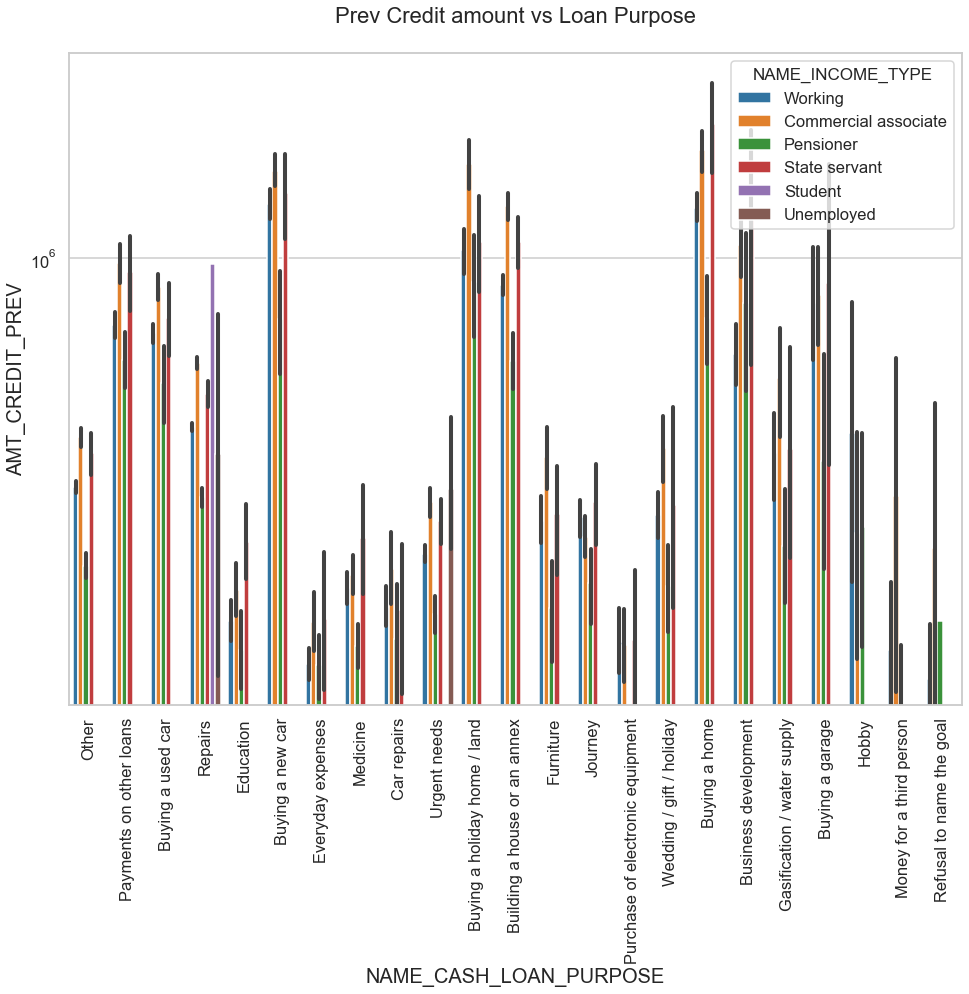 Prev Credit amount vs Loan Purpose
NAME_INCOME_TYPE
Working
Commercial associate
Pensioner
State servant
Student
Unemployed
10^6
AMT_CREDIT_PREV
Other
Payments on other loans
Buying a used car
Repairs
Education
Buying a new car
Everyday expenses
Medicine
Car repairs
Urgent needs
Buying a holiday home / land
Building a house or an annex
Furniture
Journey
Purchase of electronic equipment
Wedding / gift / holiday
Buying a home
Business development
Gasification / water supply
Buying a garage
Hobby
Money for a third person
Refusal to name the goal
NAME_CASH_LOAN_PURPOSE